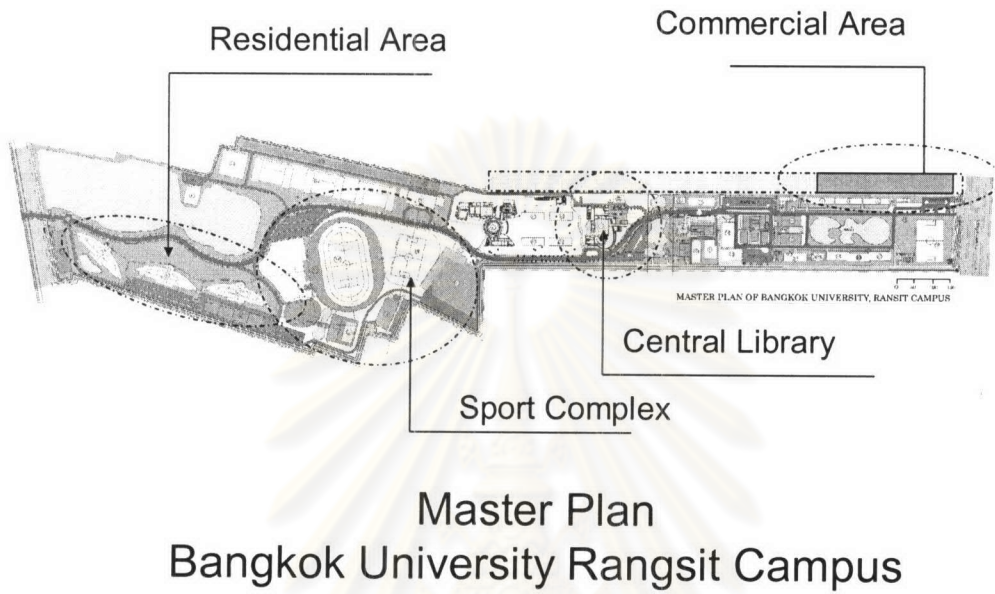 Residential Area
Commercial Area
MASTER PLAN OF BANGKOK UNIVERSITY, RANSIT CAMPUS
Central Library
Sport Complex
Master Plan
Bangkok University Rangsit Campus